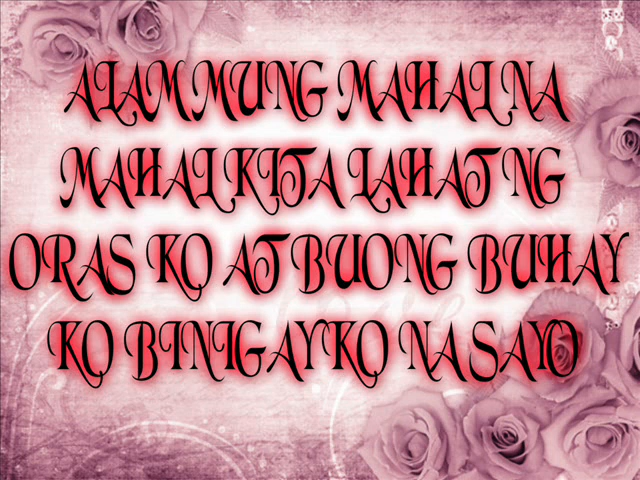 ALAM MUNG MAHAL NA
MAHAL KITA LAHAT NG
ORAS KO AT BUONG BUHAY
KO BINIGAY KO NA SAYO